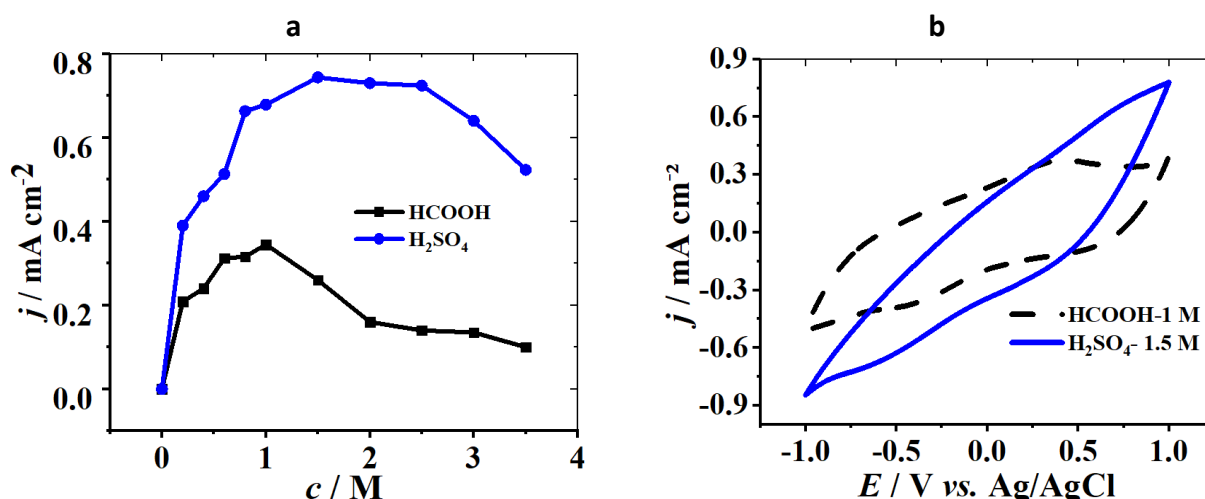 a
0.8
0.6
0.4
0.2
0.0
j / mA cm⁻²
HCOOH
H₂SO₄
0 1 2 3 4
c / M
b
0.9
0.6
0.3
0.0
-0.3
-0.6
-0.9
j / mA cm⁻²
HCOOH-1 M
H₂SO₄- 1.5 M
-1.0 -0.5 0.0 0.5 1.0
E / V vs. Ag/AgCl